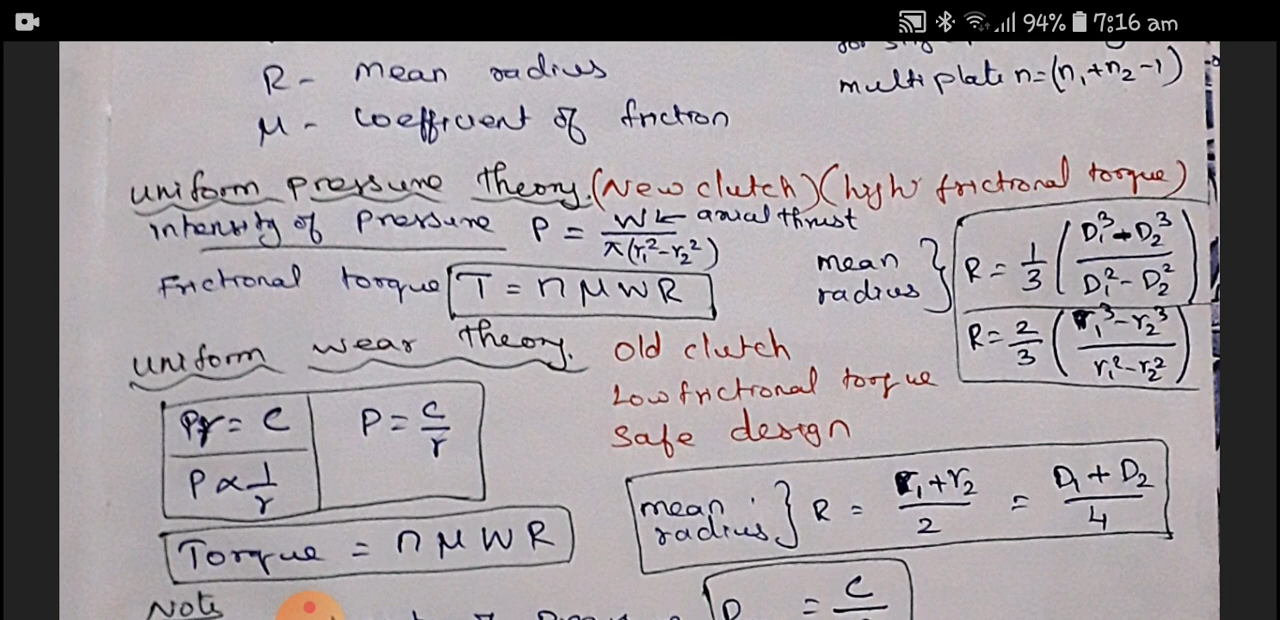 94% 7:16 am
R - mean radius
multiplate n=(n₁+n₂-1)
μ - coefficient of friction
uniform pressure theory.(New clutch)(high frictional torque)
intensity of pressure P = W/π(r₁²-r₂²) ← axial thrust
mean radius } R = 1/3 (D₁³+D₂³/D₁²-D₂²)
Frictional torque T = n μ W R
R = 2/3 (r₁³-r₂³/r₁²-r₂²)
uniform wear theory. Old clutch
Low frictional torque
Safe design
Pr = C P = C/r
P ∝ 1/r
mean radius } R = r₁+r₂/2 = D₁+D₂/4
Torque = n μ W R
Note
= C